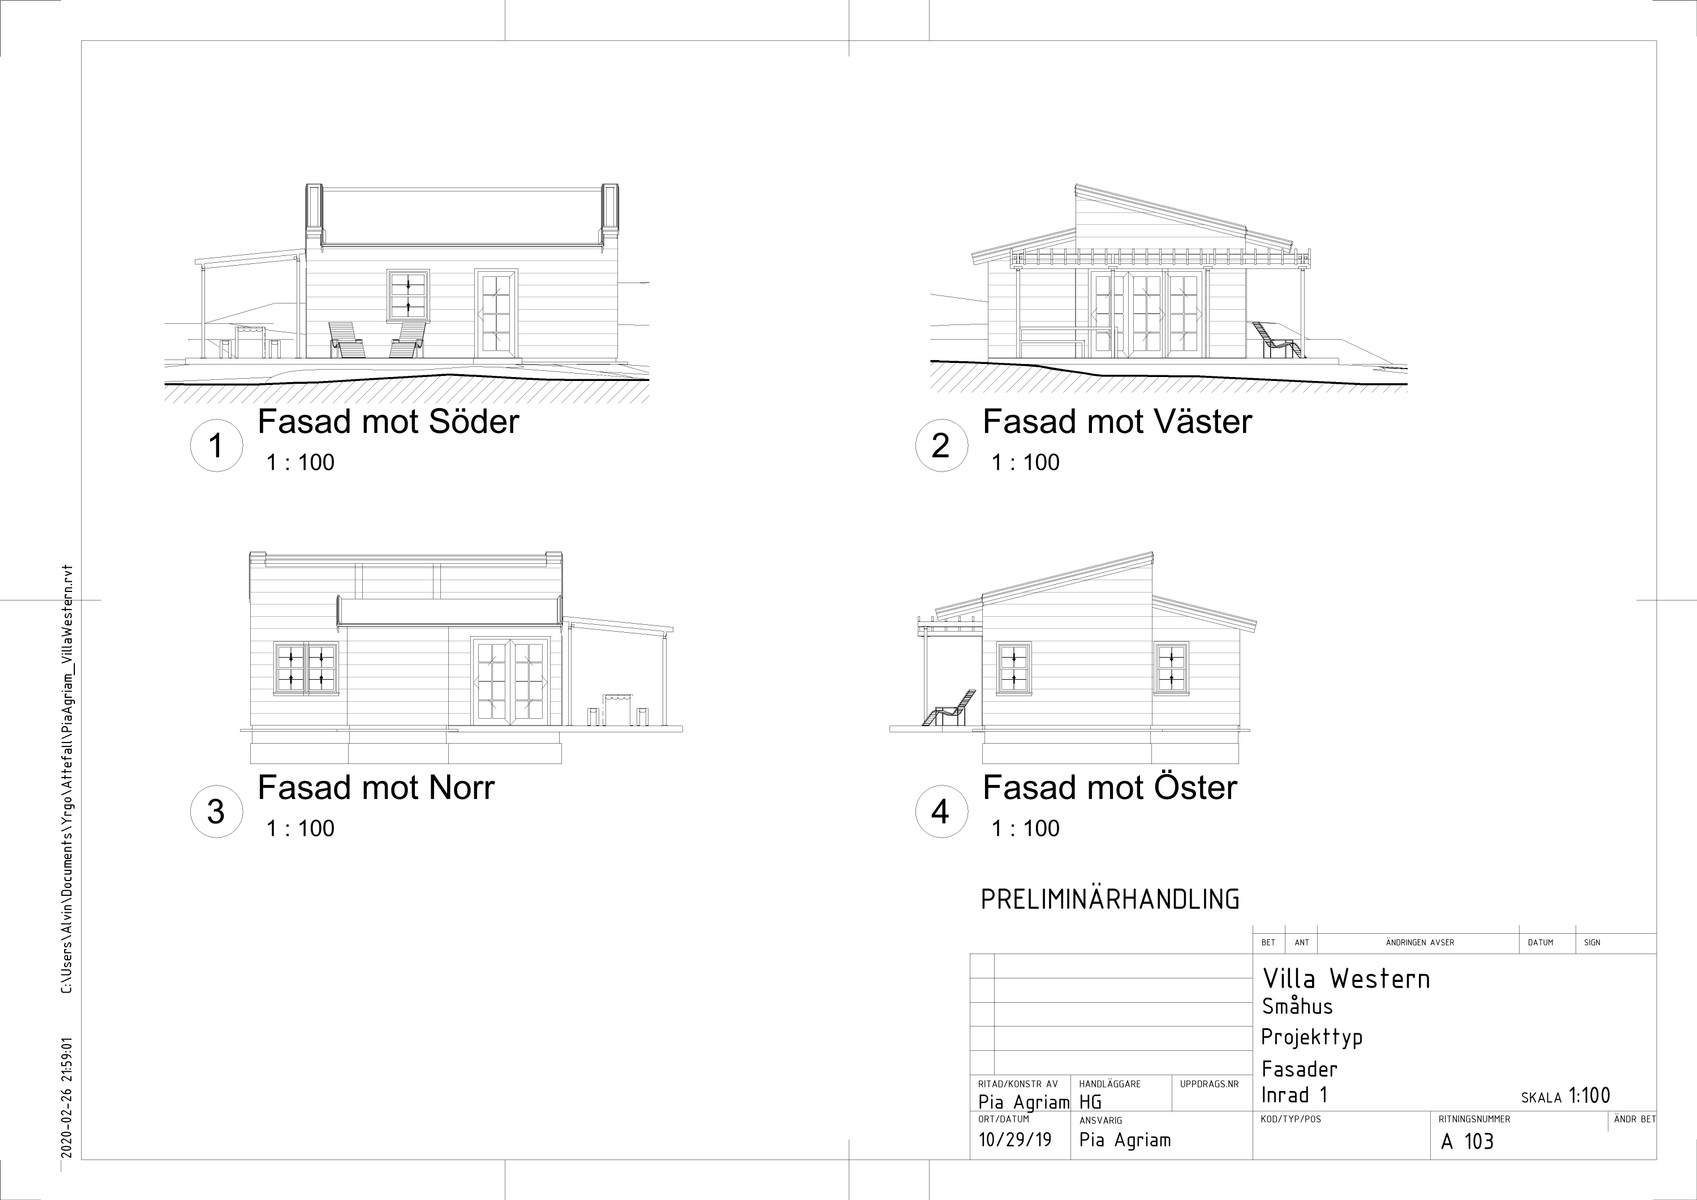 1
Fasad mot Söder
1 : 100
2
Fasad mot Väster
1 : 100
3
Fasad mot Norr
1 : 100
4
Fasad mot Öster
1 : 100
PRELIMINÄRHANDLING
BET ANT ÄNDRINGEN AVSER DATUM SIGN
Villa Western
Småhus
Projekttyp
Fasader
Inrad 1
SKALA 1:100
RITAD/KONSTR AV HANDLÄGGARE UPPDRAGS.NR
Pia Agriam HG
ORT/DATUM ANSVARIG
10/29/19 Pia Agriam
KOD/TYP/POS RITNINGSNUMMER ÄNDR BET
A 103
2020-02-26 21:59:01 C:\Users\Alvin\Documents\Yrgo\Attefall\PiaAgriam_VillaWestern.rvt